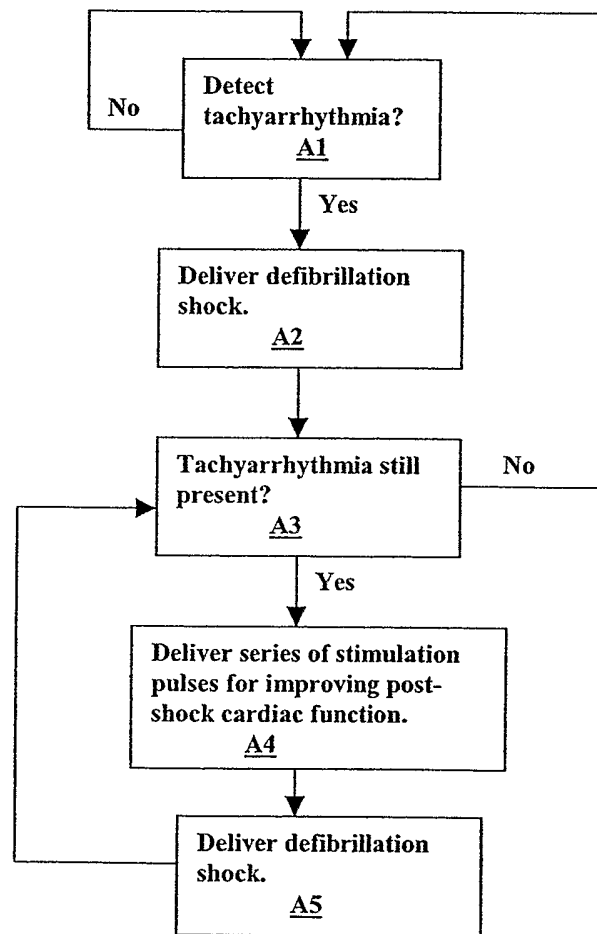 Detect
tachyarrhythmia?
A1
No
Yes
Deliver defibrillation
shock.
A2
Tachyarrhythmia still
present?
A3
No
Yes
Deliver series of stimulation
pulses for improving post-
shock cardiac function.
A4
Deliver defibrillation
shock.
A5